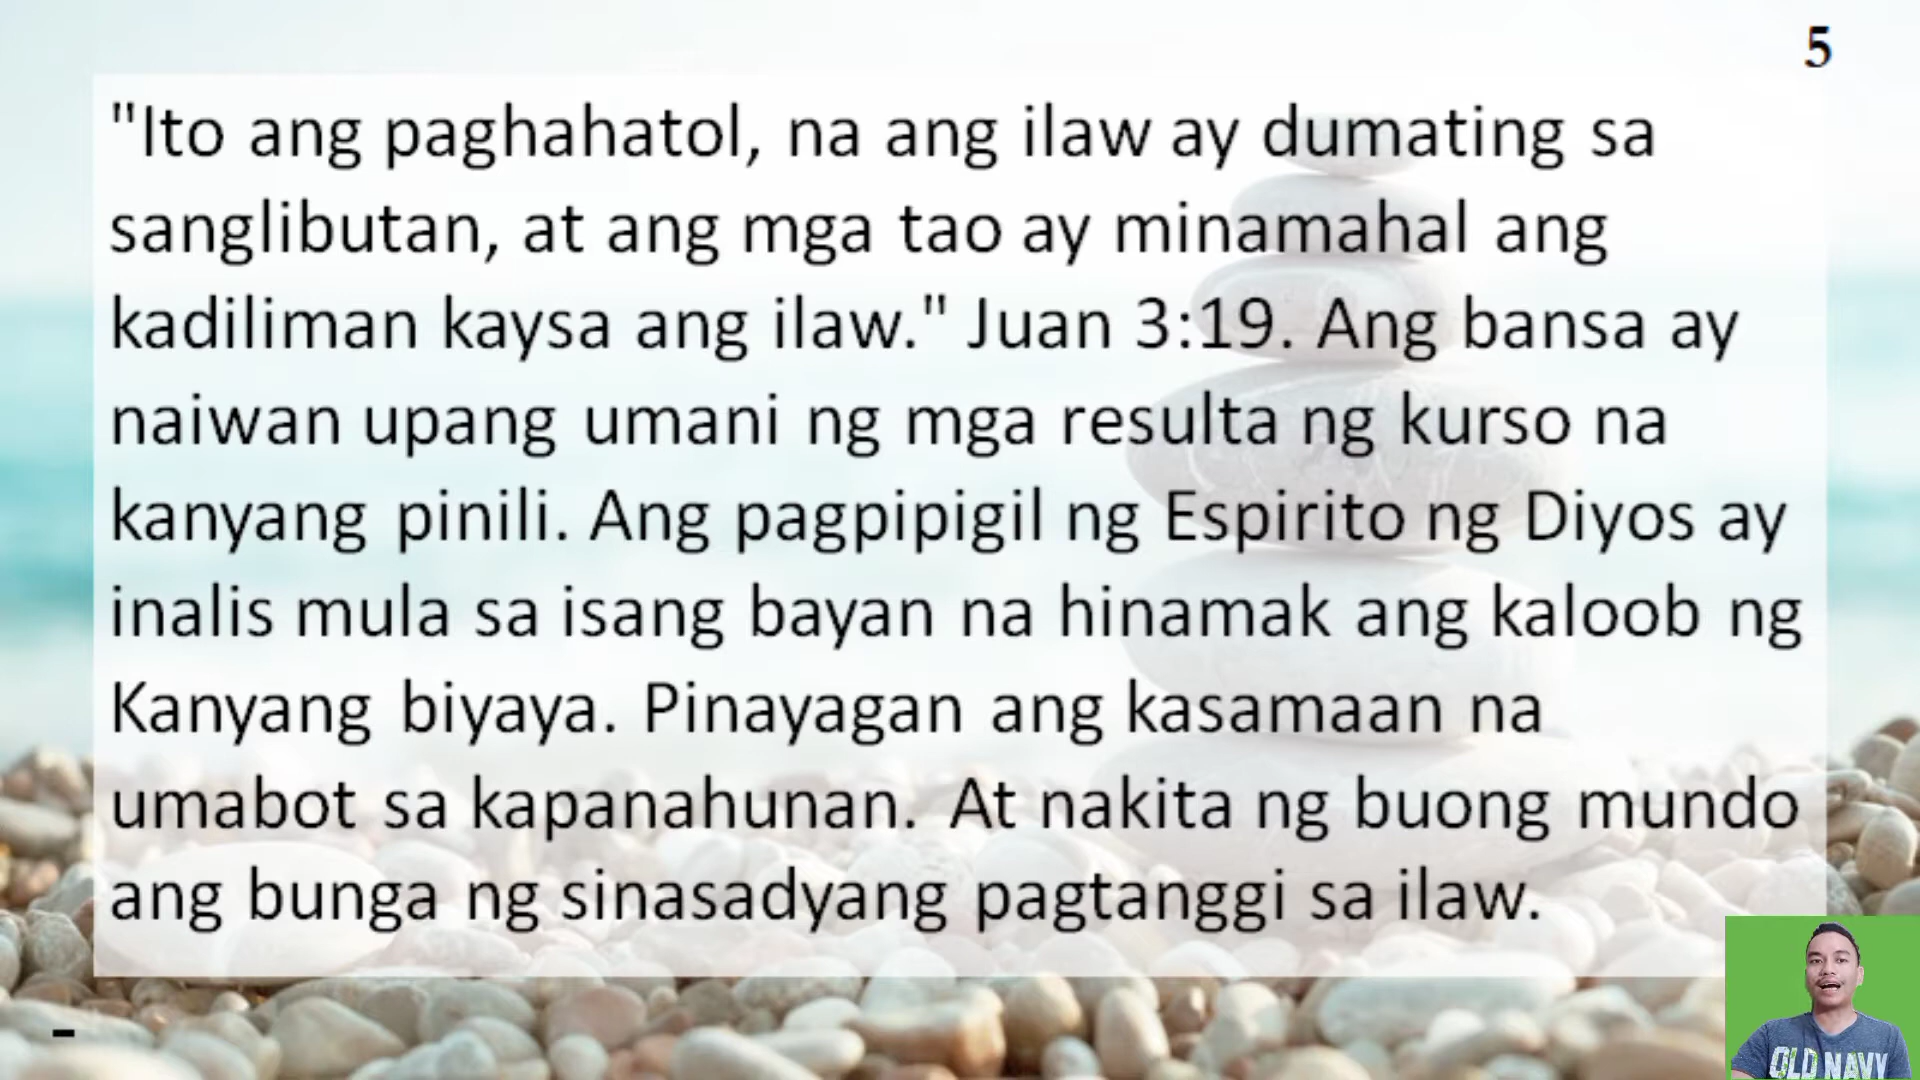 5
"Ito ang paghahatol, na ang ilaw ay dumating sa
sanglibutan, at ang mga tao ay minamahal ang
kadiliman kaysa ang ilaw." Juan 3:19. Ang bansa ay
naiwan upang umani ng mga resulta ng kurso na
kanyang pinili. Ang pagpipigil ng Espirito ng Diyos ay
inalis mula sa isang bayan na hinamak ang kaloob ng
Kanyang biyaya. Pinayagan ang kasamaan na
umabot sa kapanahunan. At nakita ng buong mundo
ang bunga ng sinasadyang pagtanggi sa ilaw.
-
OLD NAVY